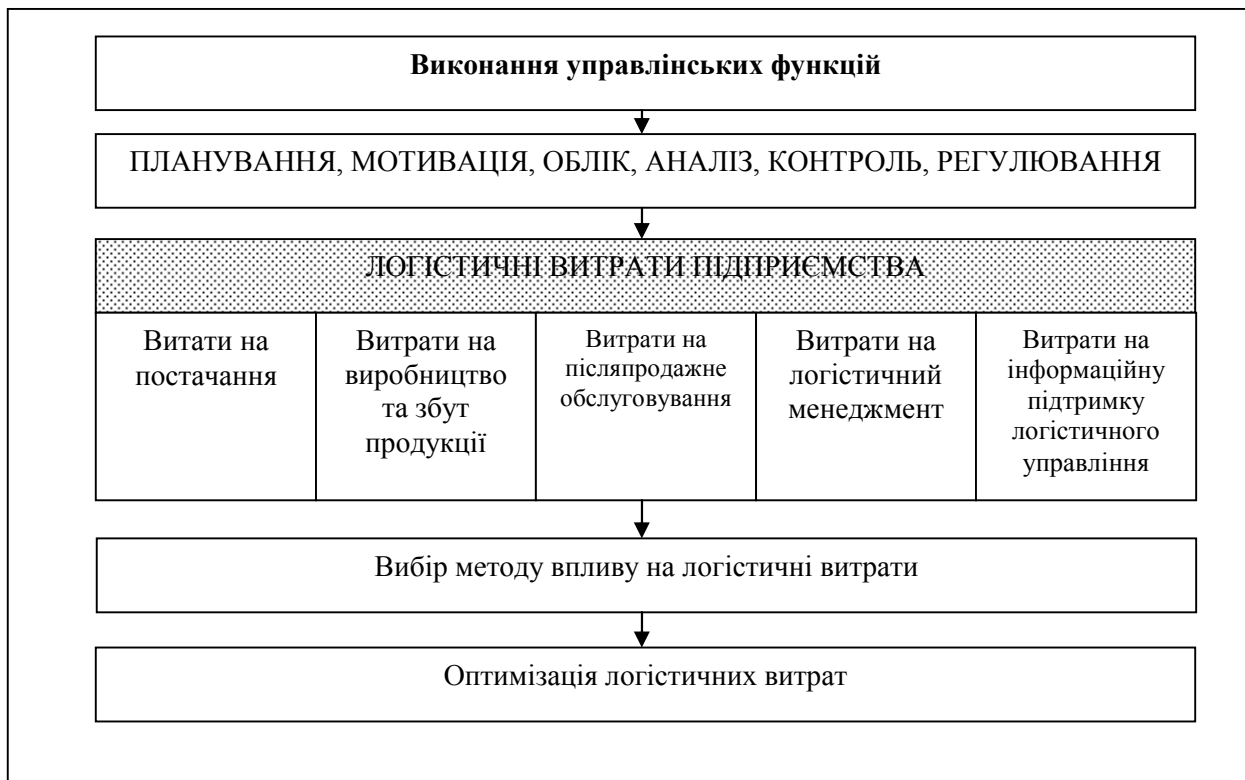 Виконання управлінських функцій
ПЛАНУВАННЯ, МОТИВАЦІЯ, ОБЛІК, АНАЛІЗ, КОНТРОЛЬ, РЕГУЛЮВАННЯ
ЛОГІСТИЧНІ ВИТРАТИ ПІДПРИЄМСТВА
Витати на
постачання
Витрати на
виробництво
та збут
продукції
Витрати на
післяпродажне
обслуговування
Витрати на
логістичний
менеджмент
Витрати на
інформаційну
підтримку
логістичного
управління
Вибір методу впливу на логістичні витрати
Оптимізація логістичних витрат